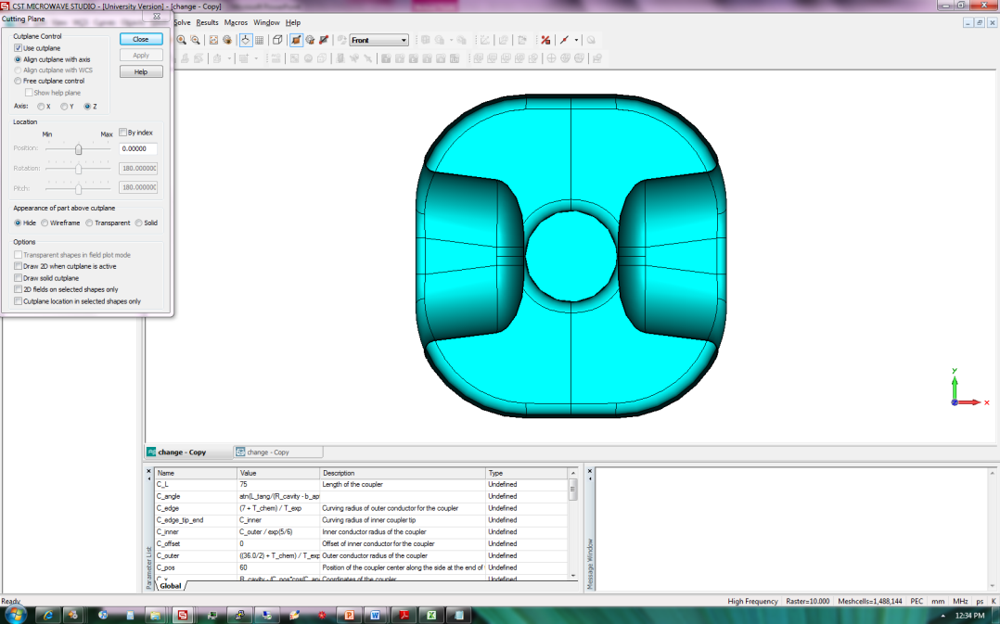 CST MICROWAVE STUDIO - [University Version] - [change - Copy]
Cutting Plane
Solve Results Macros Window Help
Cutplane Control
Use cutplane
Align cutplane with axis
Align cutplane with WCS
Free cutplane control
Show help plane
Axis: X Y Z
Close
Apply
Help
Front
Location
Min Max By index
Position: 0.00000
Rotation: 180.000000
Pitch: 180.000000
Appearance of part above cutplane
Hide Wireframe Transparent Solid
Options
Transparent shapes in field plot mode
Draw 2D when cutplane is active
Draw solid cutplane
2D fields on selected shapes only
Cutplane location in selected shapes only
y
x
change - Copy change - Copy
Name Value Description Type
C_L 75 Length of the coupler Undefined
C_angle atn(L_tang/(R_cavity - b_ap Undefined
C_edge (7 + T_chem) / T_exp Curving radius of outer conductor for the coupler Undefined
C_edge_tip_end C_inner Curving radius of inner coupler tip Undefined
C_inner C_outer / exp(5/6) Inner conductor radius of the coupler Undefined
C_offset 0 Offset of inner conductor for the coupler Undefined
C_outer ((36.0/2) + T_chem) / T_exp Outer conductor radius of the coupler Undefined
C_pos 60 Position of the coupler center along the side at the end of Undefined
Coordinates of the coupler Undefined
Global
Parameter List
Message Window
Ready
High Frequency Raster=10.000 Meshcells=1,488,144 PEC mm MHz ps K
12:34 PM